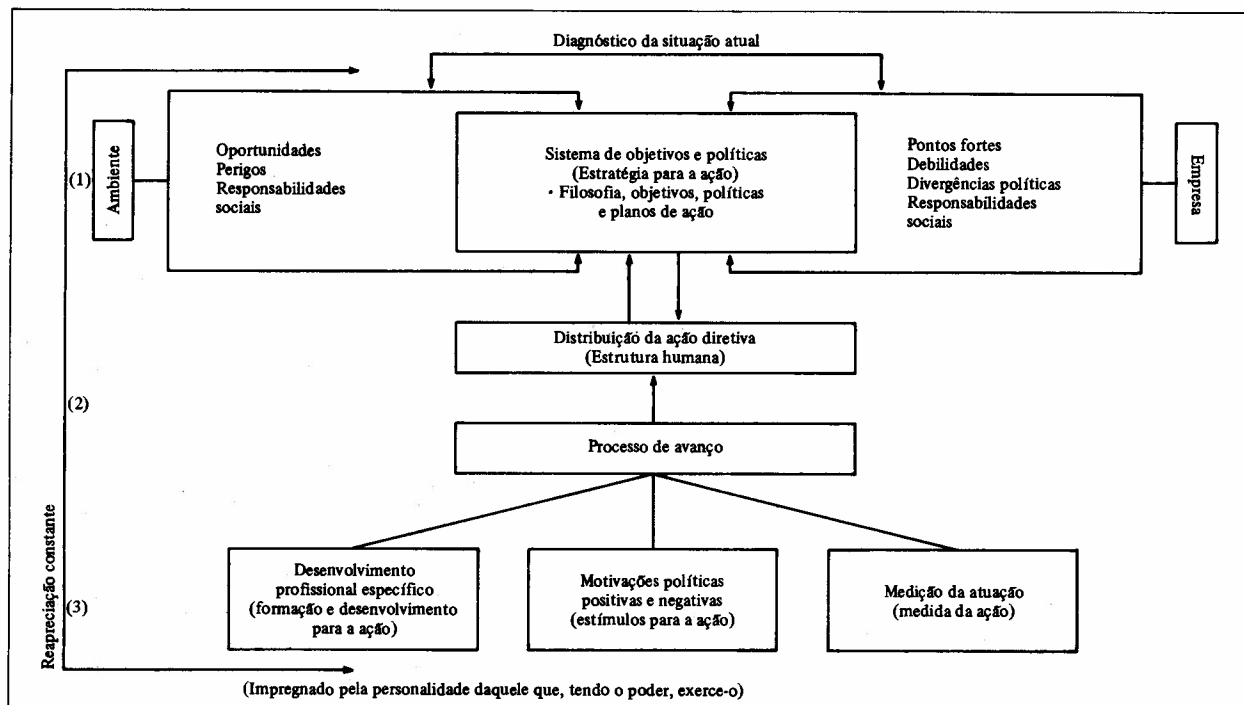 Diagnóstico da situação atual
(1)
Ambiente
Oportunidades
Perigos
Responsabilidades
sociais
Sistema de objetivos e políticas
(Estratégia para a ação)
· Filosofia, objetivos, políticas
e planos de ação
Pontos fortes
Debilidades
Divergências políticas
Responsabilidades
sociais
Empresa
Distribuição da ação diretiva
(Estrutura humana)
(2)
Processo de avanço
Reapreciação constante
(3)
Desenvolvimento
profissional específico
(formação e desenvolvimento
para a ação)
Motivações políticas
positivas e negativas
(estímulos para a ação)
Medição da atuação
(medida da ação)
(Impregnado pela personalidade daquele que, tendo o poder, exerce-o)